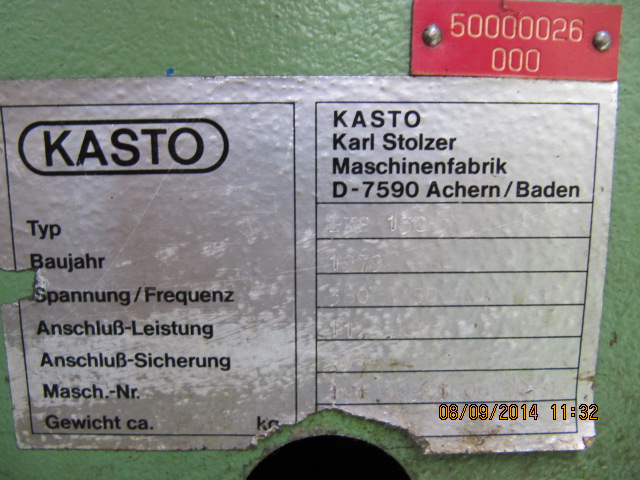 50000026
000
KASTO
KASTO
Karl Stolzer
Maschinenfabrik
D-7590 Achern/Baden
Typ
Baujahr
Spannung/Frequenz
Anschluß-Leistung
Anschluß-Sicherung
Masch.-Nr.
Gewicht ca. kg
08/09/2014 11:32